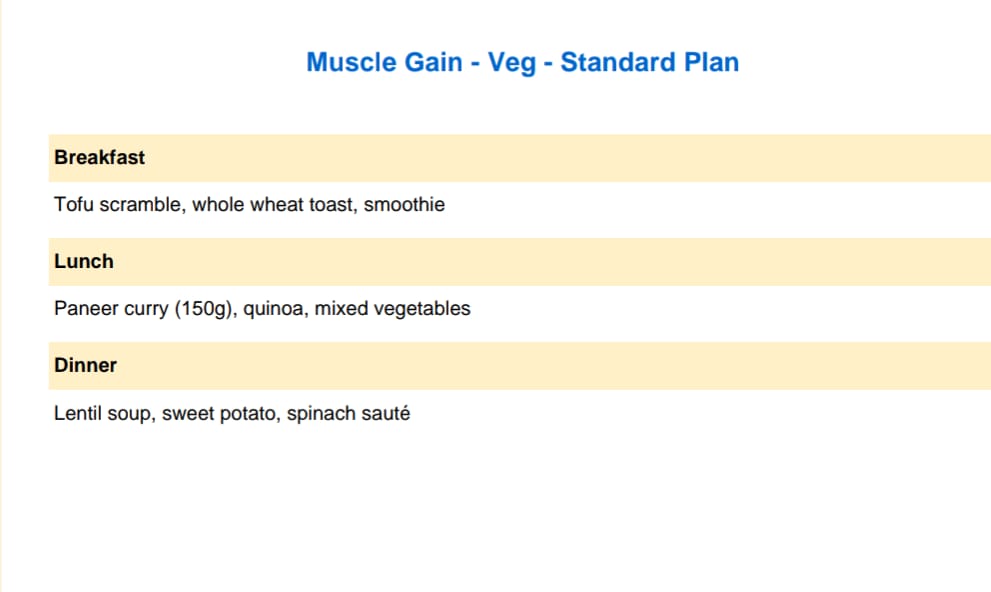 Muscle Gain - Veg - Standard Plan
Breakfast
Tofu scramble, whole wheat toast, smoothie
Lunch
Paneer curry (150g), quinoa, mixed vegetables
Dinner
Lentil soup, sweet potato, spinach sauté